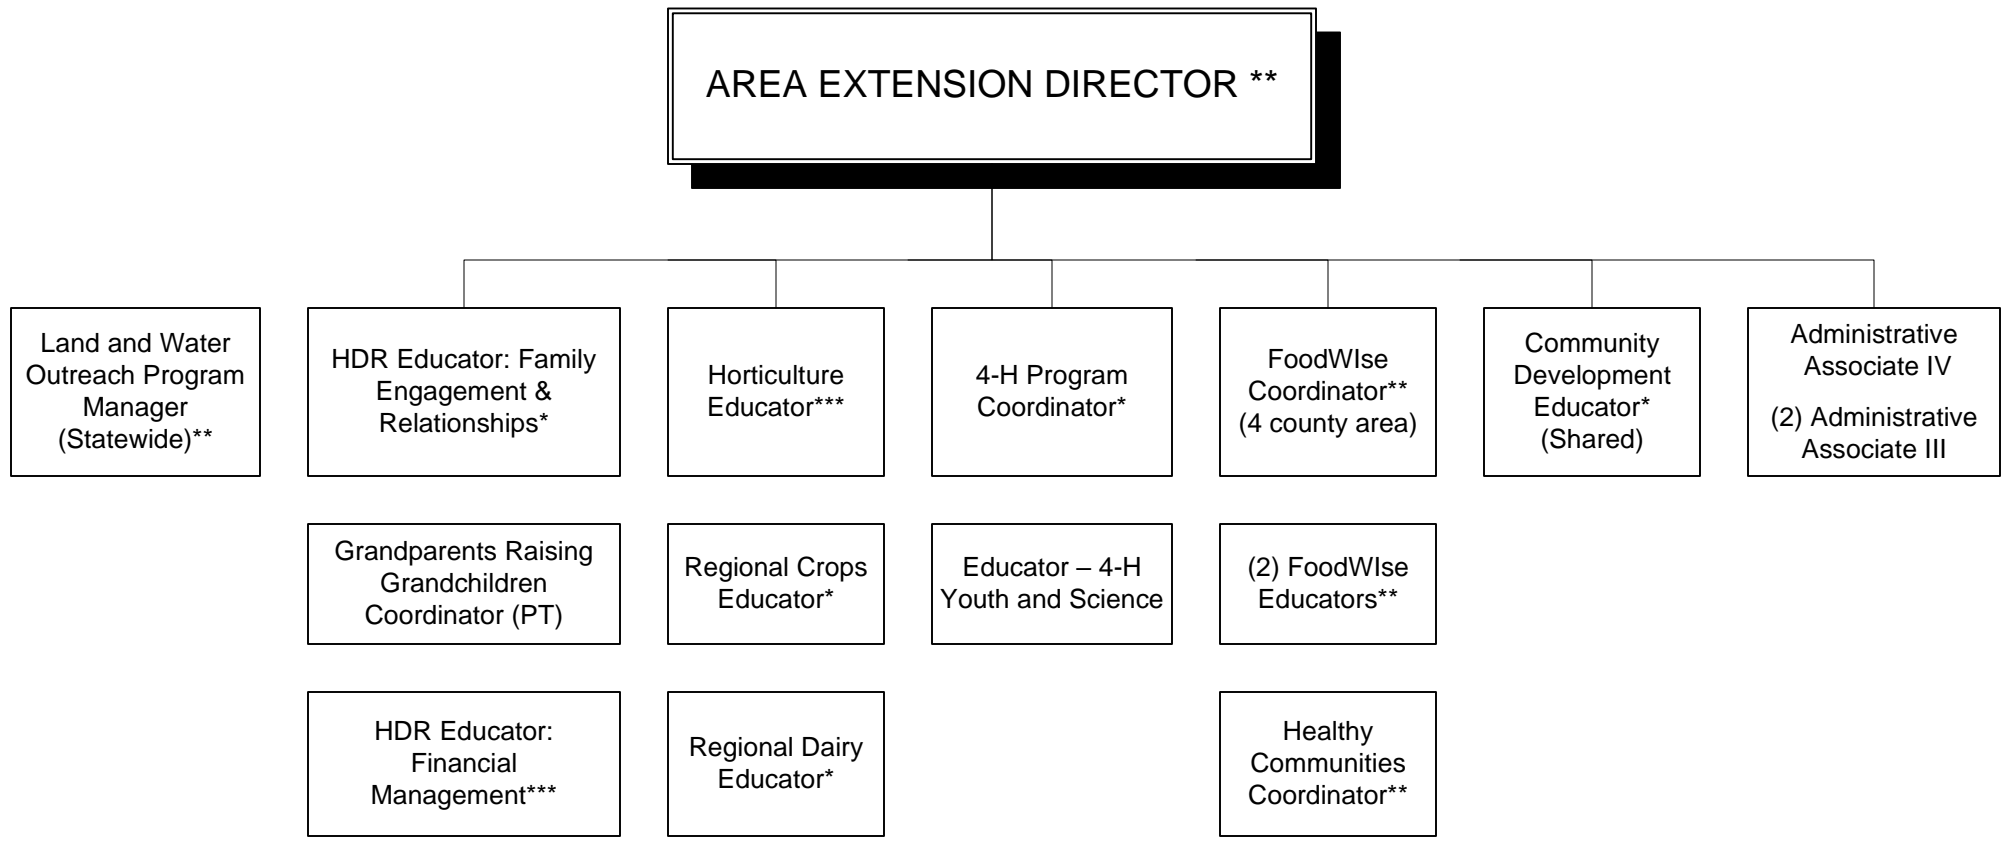 AREA EXTENSION DIRECTOR **
Land and Water
Outreach Program
Manager
(Statewide)**
HDR Educator: Family
Engagement &
Relationships*
Horticulture
Educator***
4-H Program
Coordinator*
FoodWIse
Coordinator**
(4 county area)
Community
Development
Educator*
(Shared)
Administrative
Associate IV
(2) Administrative
Associate III
Grandparents Raising
Grandchildren
Coordinator (PT)
Regional Crops
Educator*
Educator – 4-H
Youth and Science
(2) FoodWIse
Educators**
HDR Educator:
Financial
Management***
Regional Dairy
Educator*
Healthy
Communities
Coordinator**